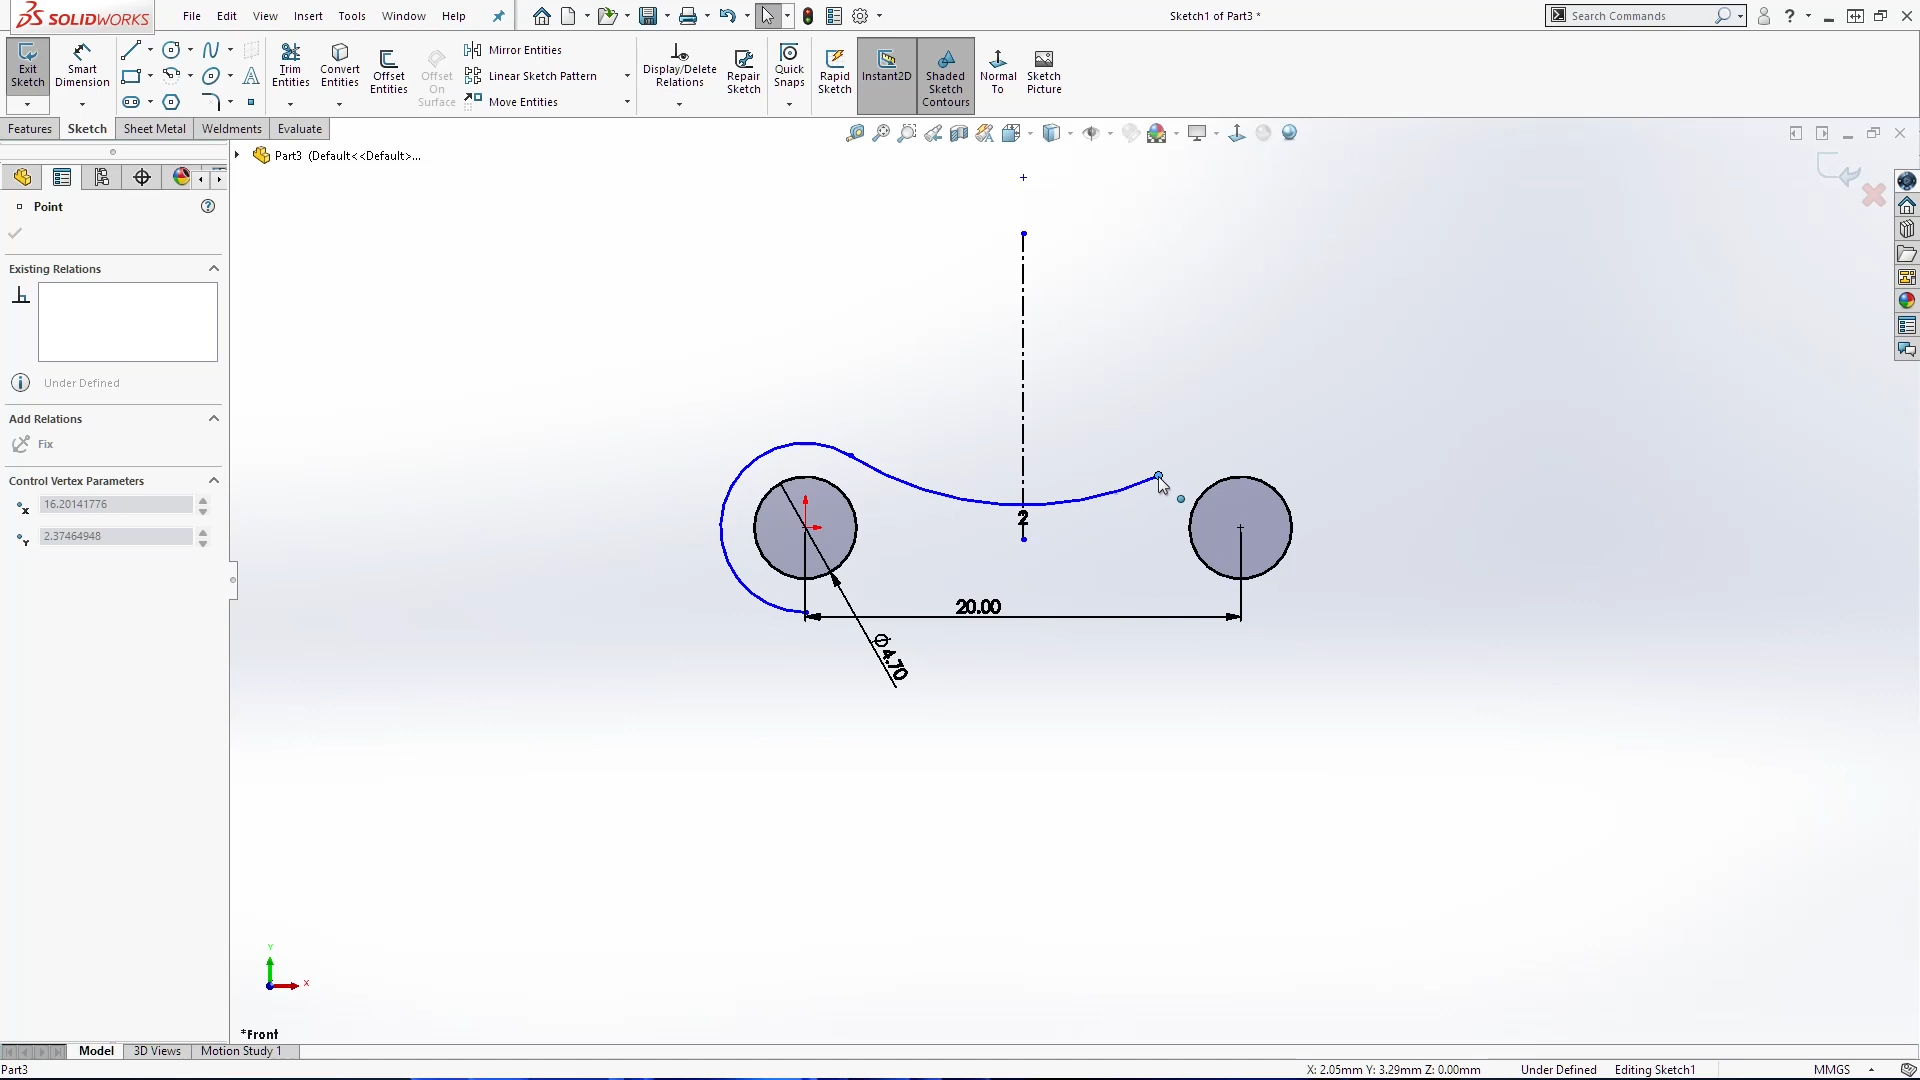 SOLIDWORKS File Edit View Insert Tools Window Help Sketch1 of Part3 * Search Commands
Exit Sketch
Smart Dimension
Trim Entities
Convert Entities
Offset Entities
Offset On Surface
Mirror Entities
Linear Sketch Pattern
Move Entities
Display/Delete Relations
Repair Sketch
Quick Snaps
Rapid Sketch
Instant2D
Shaded Sketch Contours
Normal To
Sketch Picture
Features Sketch Sheet Metal Weldments Evaluate
Part3 (Default<<Default>...
Point
Existing Relations
Under Defined
Add Relations
Fix
Control Vertex Parameters
X 16.20141776
Y 2.37464948
2
20.00
Ø4.70
Y
X
*Front
Model 3D Views Motion Study 1
Part3 X: 2.05mm Y: 3.29mm Z: 0.00mm Under Defined Editing Sketch1 MMGS